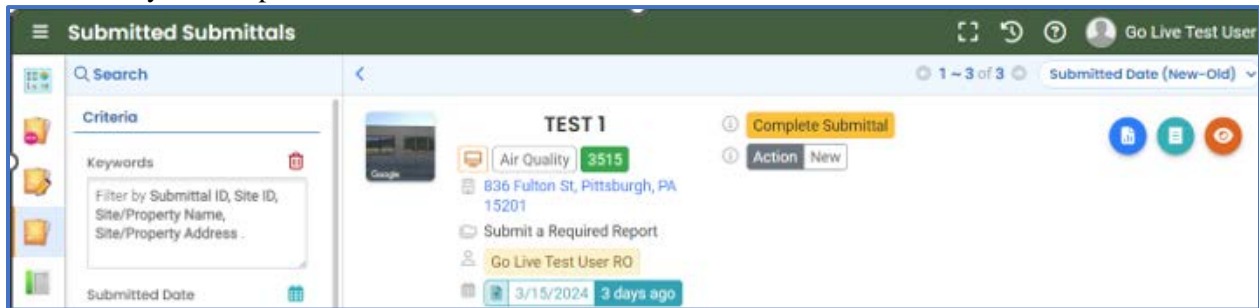 Submitted Submittals
Go Live Test User
Search
1 ~ 3 of 3
Submitted Date (New-Old)
Criteria
Keywords
Filter by Submittal ID, Site ID,
Site/Property Name,
Site/Property Address .
Submitted Date
Google
TEST 1
Air Quality 3515
836 Fulton St, Pittsburgh, PA
15201
Submit a Required Report
Go Live Test User RO
3/15/2024 3 days ago
Complete Submittal
Action New